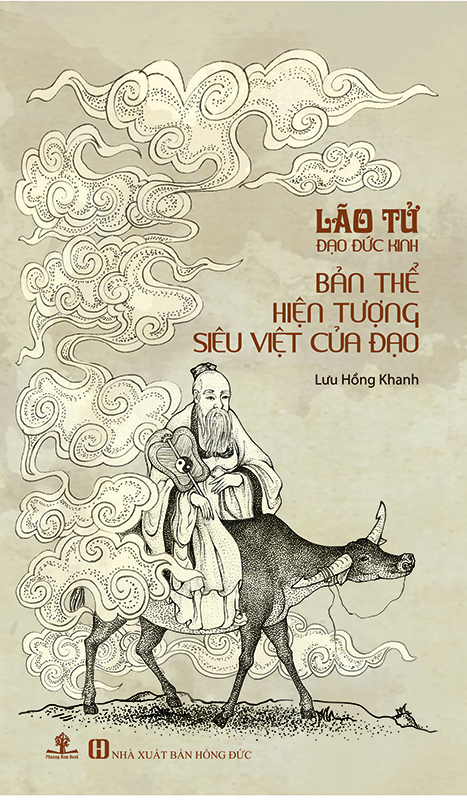 LÃO TỬ
ĐẠO ĐỨC KINH
BẢN THỂ
HIỆN TƯỢNG
SIÊU VIỆT CỦA ĐẠO
Lưu Hồng Khanh
Phuong Nam Book
NHÀ XUẤT BẢN HỒNG ĐỨC